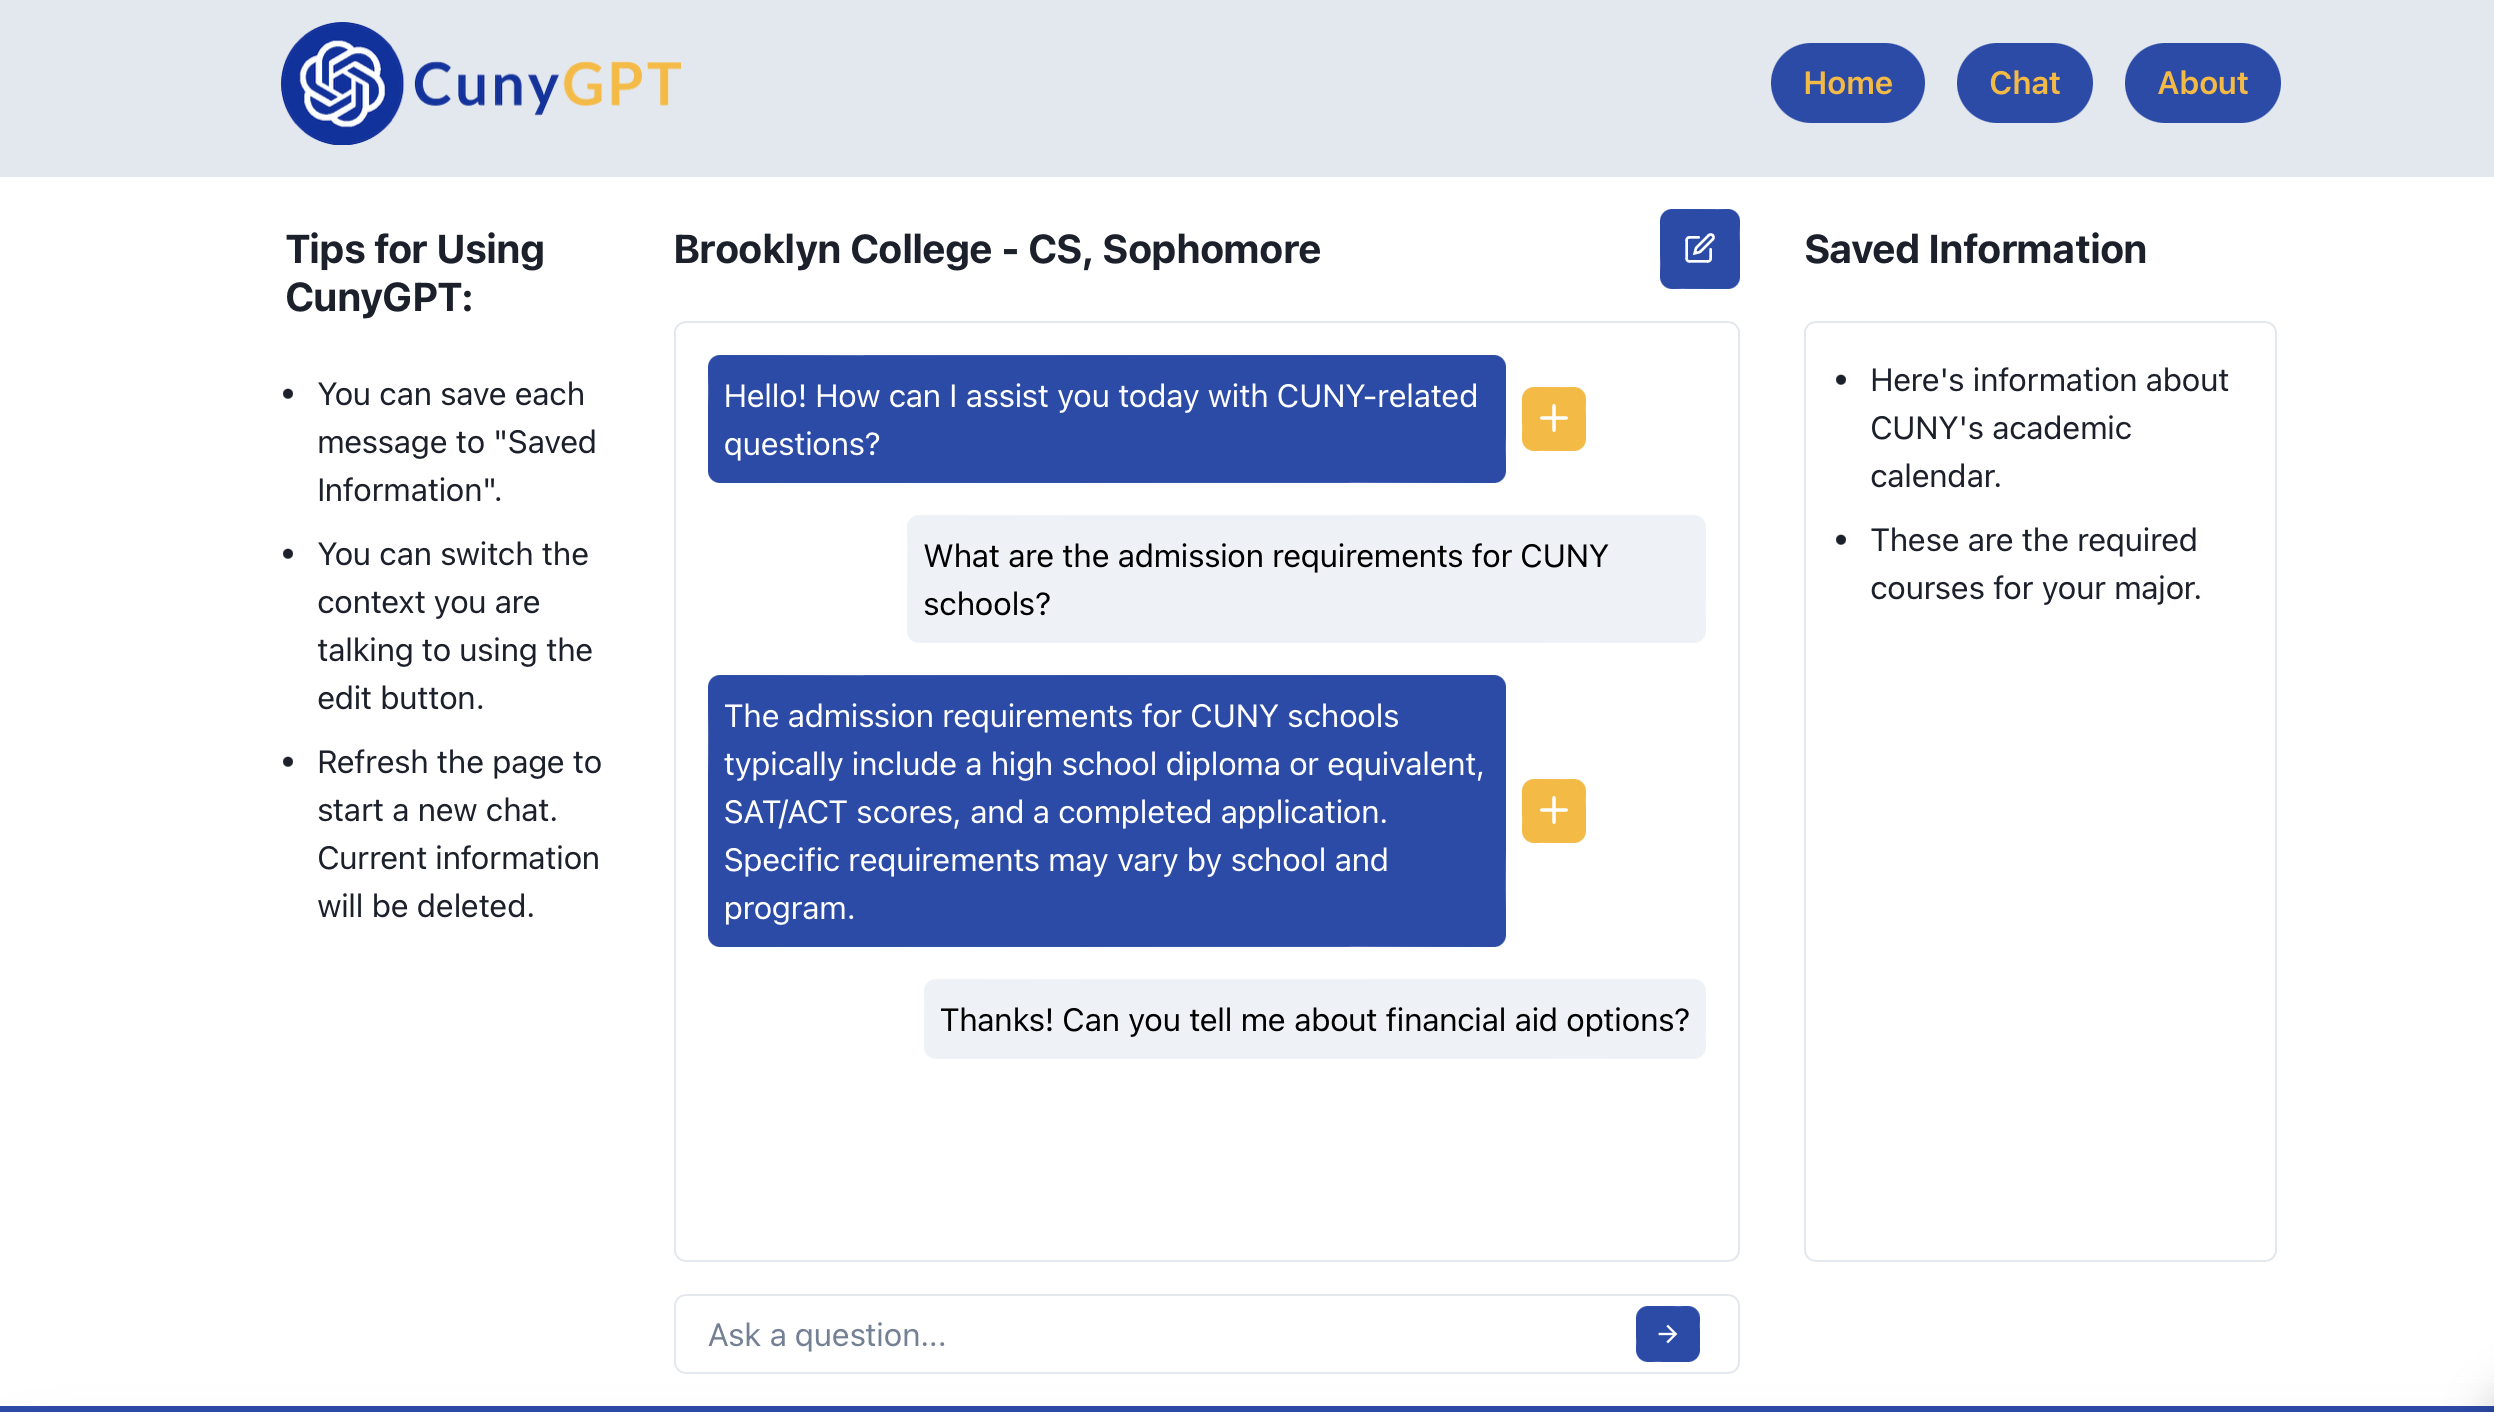 CunyGPT
Home
Chat
About
Tips for Using
CunyGPT:
You can save each
message to "Saved
Information".
You can switch the
context you are
talking to using the
edit button.
Refresh the page to
start a new chat.
Current information
will be deleted.
Brooklyn College - CS, Sophomore
Hello! How can I assist you today with CUNY-related
questions?
What are the admission requirements for CUNY
schools?
The admission requirements for CUNY schools
typically include a high school diploma or equivalent,
SAT/ACT scores, and a completed application.
Specific requirements may vary by school and
program.
Thanks! Can you tell me about financial aid options?
Ask a question...
Saved Information
Here's information about
CUNY's academic
calendar.
These are the required
courses for your major.